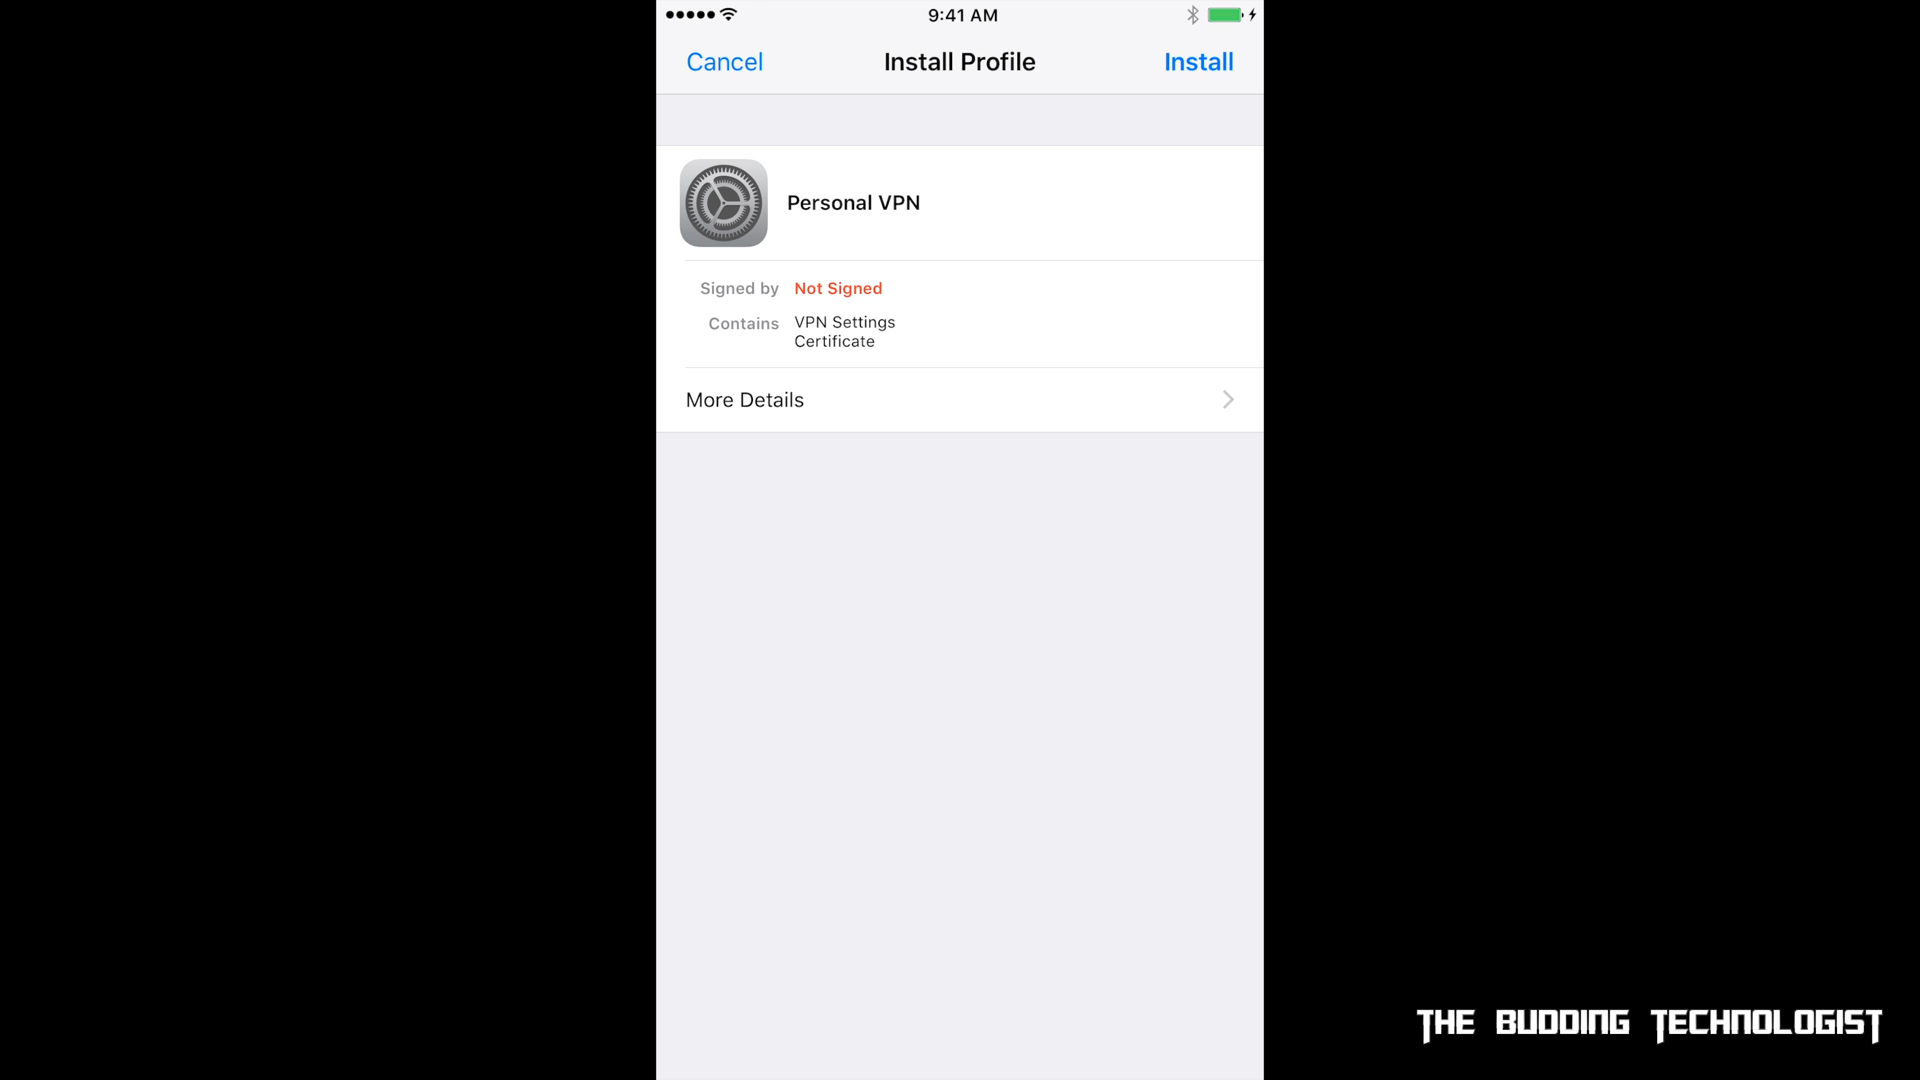 9:41 AM
Cancel
Install Profile
Install
Personal VPN
Signed by Not Signed
Contains VPN Settings
Certificate
More Details
THE BUDDING TECHNOLOGIST